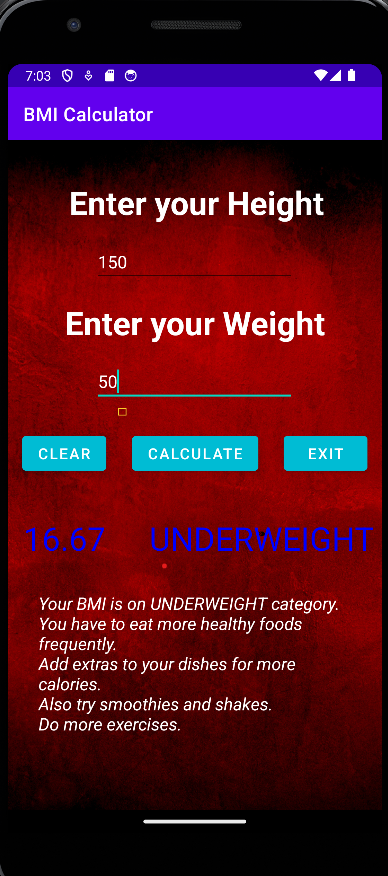 7:03
BMI Calculator
Enter your Height
150
Enter your Weight
50
CLEAR CALCULATE EXIT
16.67 UNDERWEIGHT
Your BMI is on UNDERWEIGHT category.
You have to eat more healthy foods
frequently.
Add extras to your dishes for more
calories.
Also try smoothies and shakes.
Do more exercises.